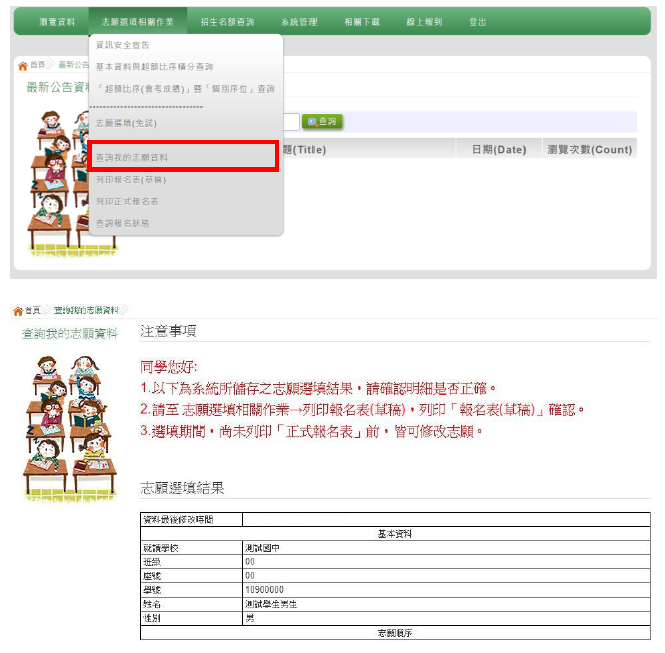 瀏覽資料 志願選填相關作業 招生名額查詢 系統管理 相關下載 線上報到 登出
資訊安全宣告
首頁 最新公告
基本資料與超額比序積分查詢
最新公告資
「超額比序(會考成績)」暨「個別序位」查詢
--------------------------------
志願選填(免試)
查詢
題(Title) 日期(Date) 瀏覽次數(Count)
查詢我的志願資料
列印報名表(草稿)
列印正式報名表
查詢報名狀態
首頁 查詢我的志願資料
查詢我的志願資料
注意事項
同學您好:
1.以下為系統所儲存之志願選填結果，請確認明細是否正確。
2.請至 志願選填相關作業→列印報名表(草稿)，列印「報名表(草稿)」確認。
3.選填期間，尚未列印「正式報名表」前，皆可修改志願。
志願選填結果
資料最後修改時間
基本資料
就讀學校 測試國中
班級 00
座號 00
學號 10900000
姓名 測試學生男生
性別 男
志願順序